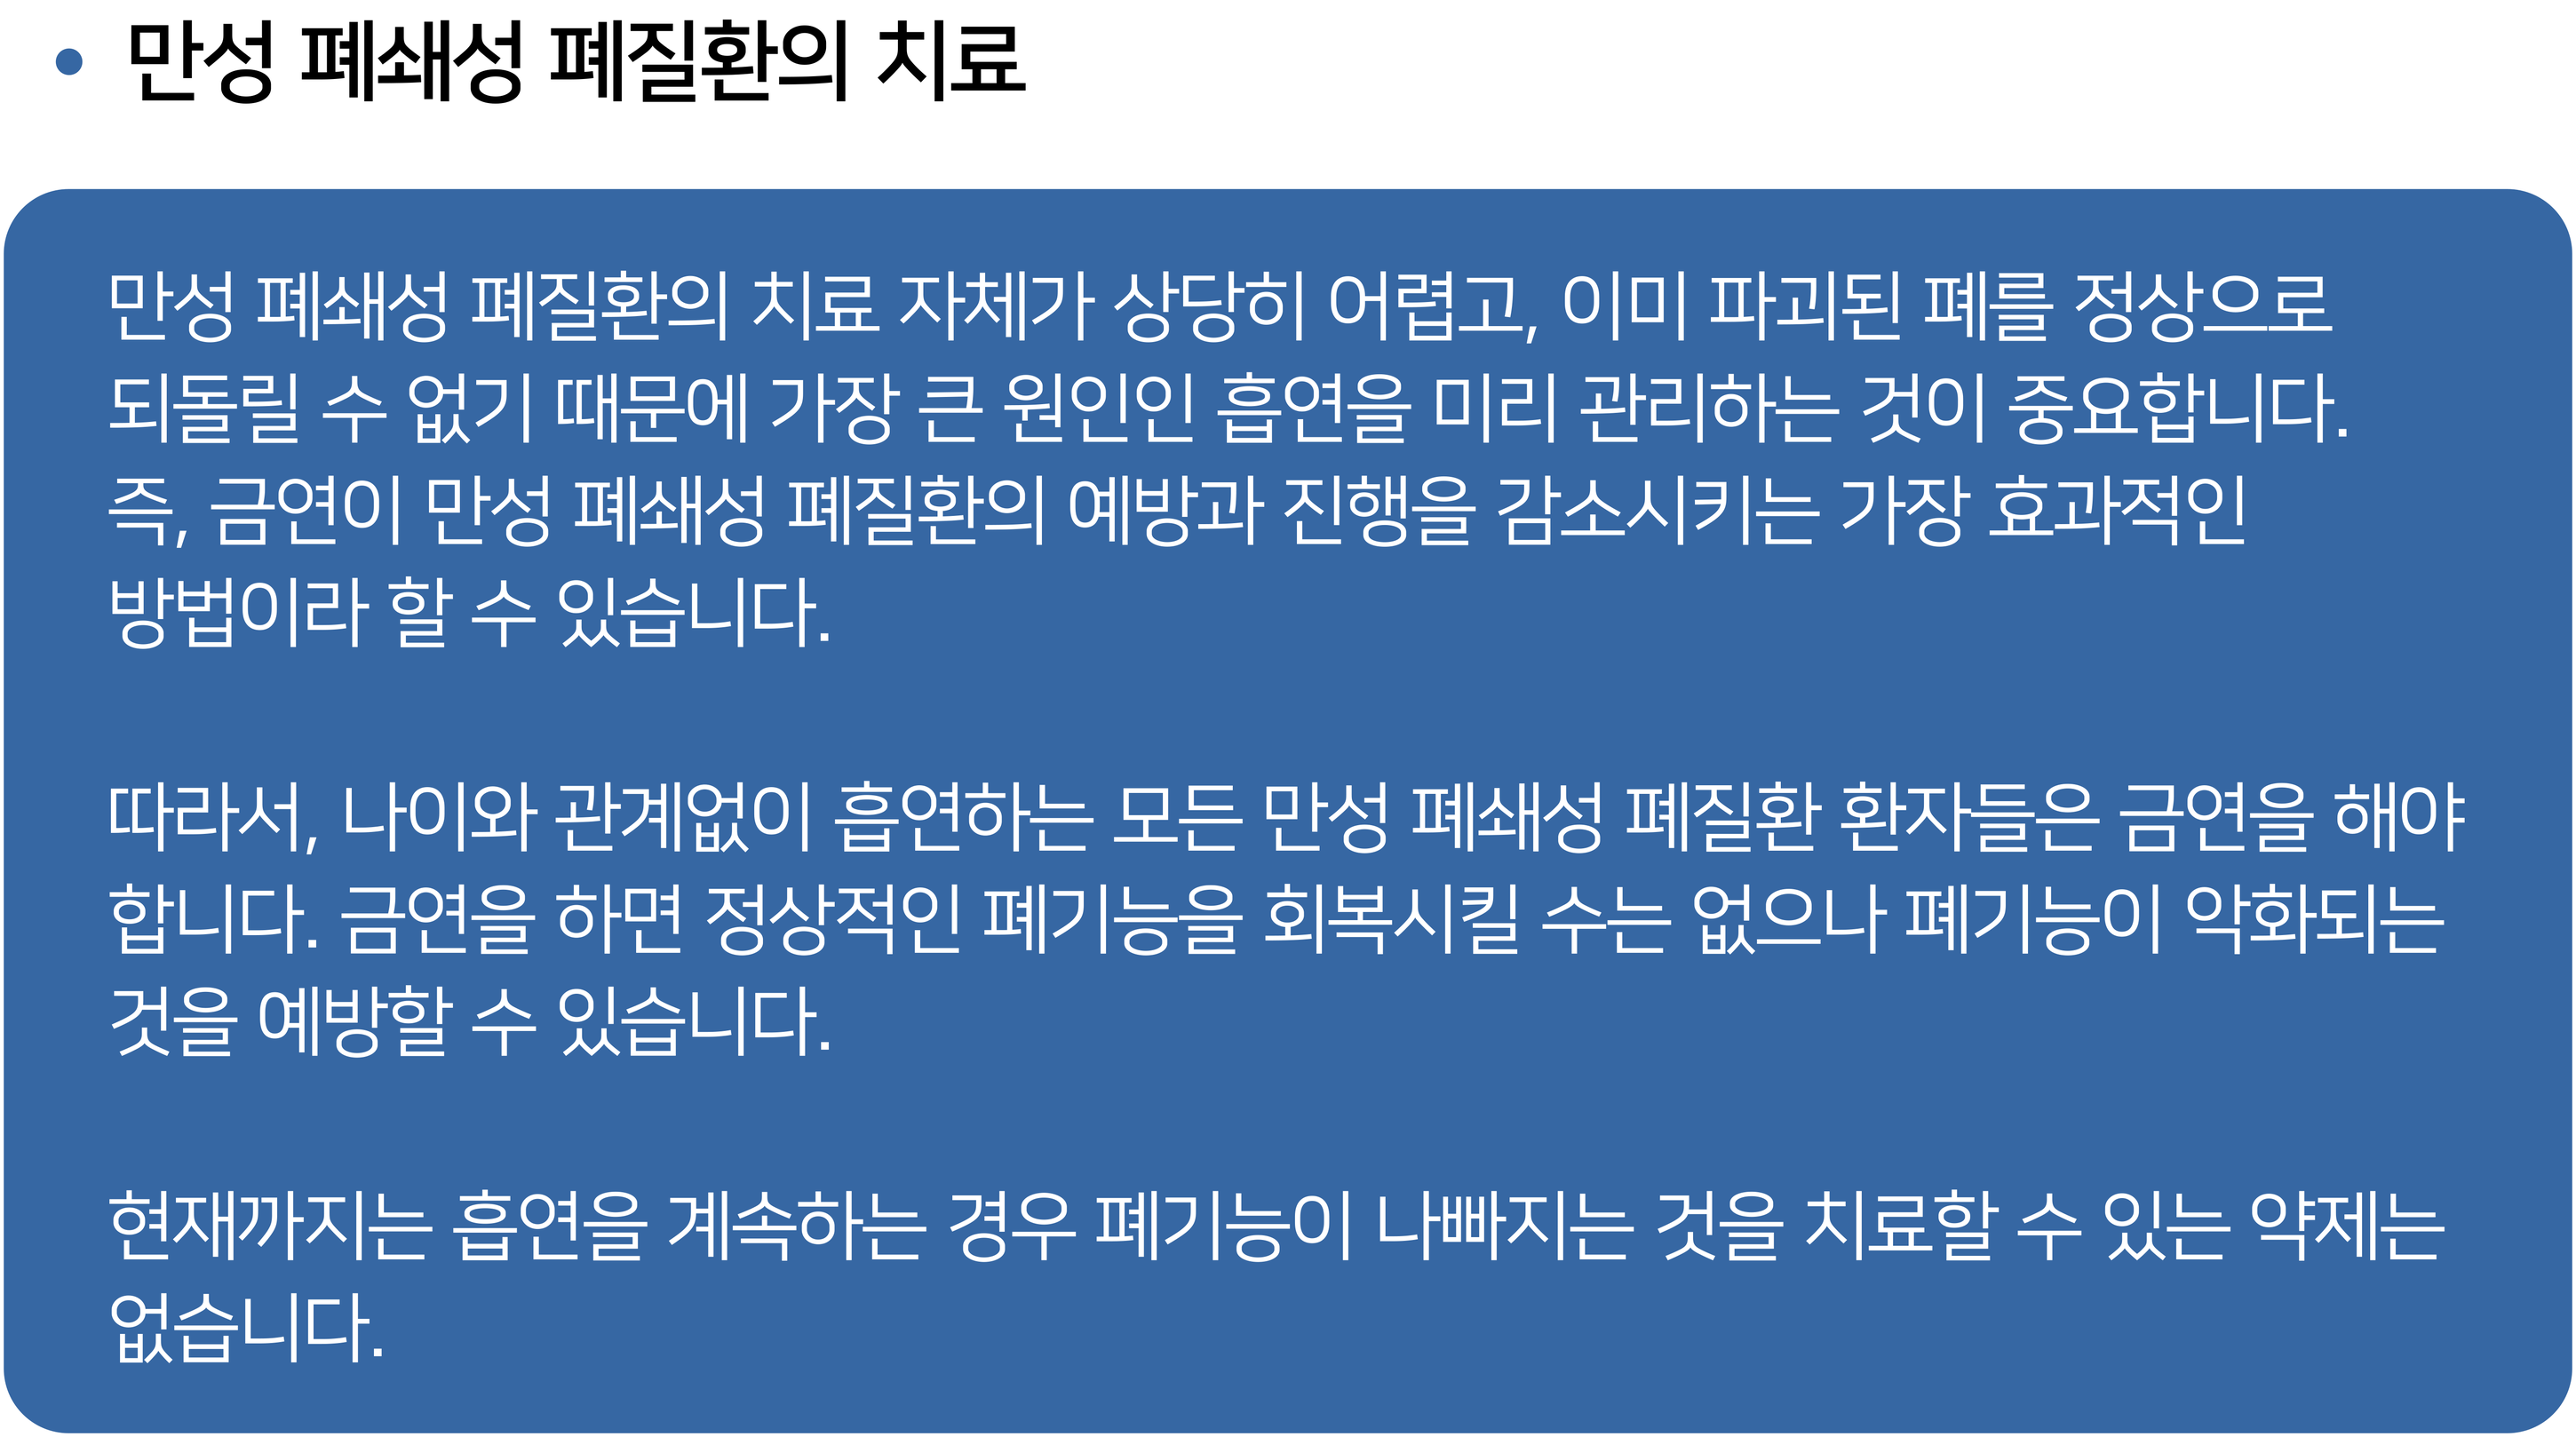 • 만성 폐쇄성 폐질환의 치료
만성 폐쇄성 폐질환의 치료 자체가 상당히 어렵고, 이미 파괴된 폐를 정상으로
되돌릴 수 없기 때문에 가장 큰 원인인 흡연을 미리 관리하는 것이 중요합니다.
즉, 금연이 만성 폐쇄성 폐질환의 예방과 진행을 감소시키는 가장 효과적인
방법이라 할 수 있습니다.
따라서, 나이와 관계없이 흡연하는 모든 만성 폐쇄성 폐질환 환자들은 금연을 해야
합니다. 금연을 하면 정상적인 폐기능을 회복시킬 수는 없으나 폐기능이 악화되는
것을 예방할 수 있습니다.
현재까지는 흡연을 계속하는 경우 폐기능이 나빠지는 것을 치료할 수 있는 약제는
없습니다.